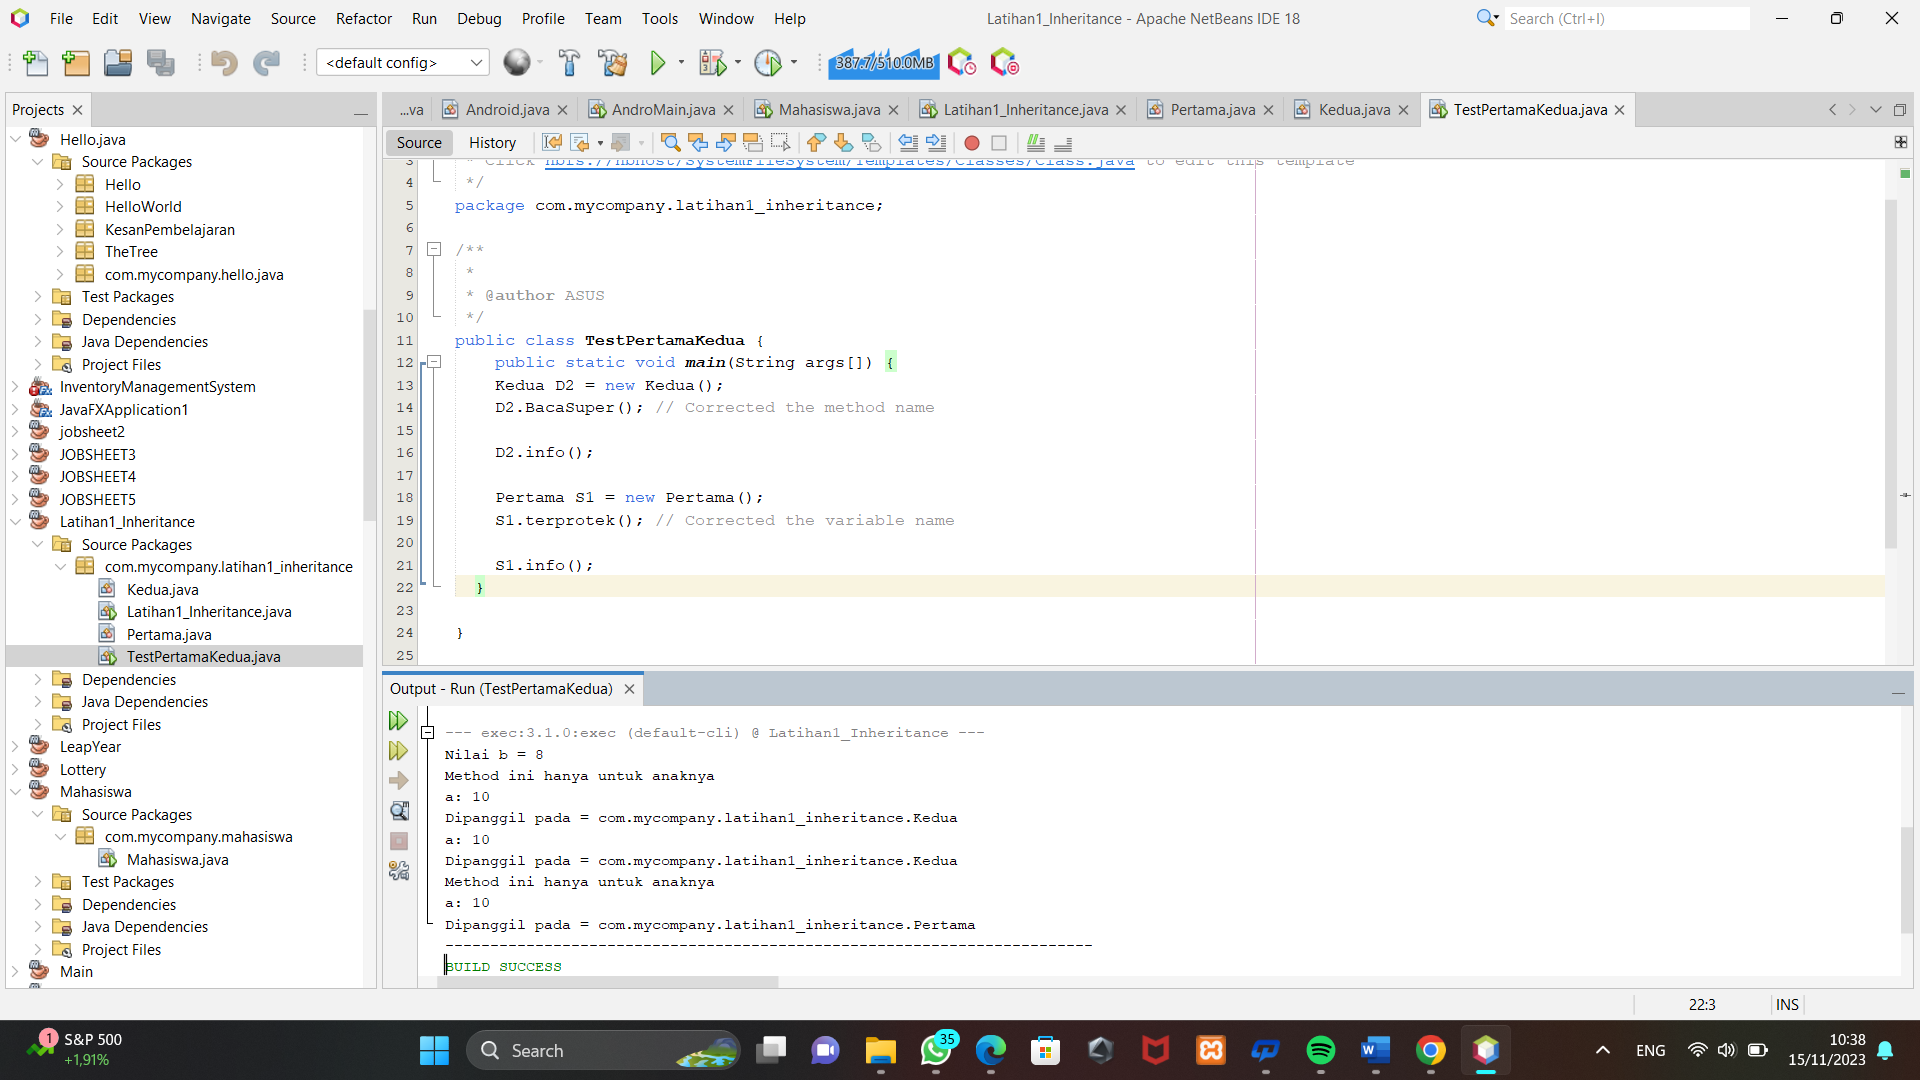 File Edit View Navigate Source Refactor Run Debug Profile Team Tools Window Help
Latihan1_Inheritance - Apache NetBeans IDE 18
Search (Ctrl+I)
<default config>
387.7/510.0MB
Projects
Hello.java
Source Packages
Hello
HelloWorld
KesanPembelajaran
TheTree
com.mycompany.hello.java
Test Packages
Dependencies
Java Dependencies
Project Files
InventoryManagementSystem
JavaFXApplication1
jobsheet2
JOBSHEET3
JOBSHEET4
JOBSHEET5
Latihan1_Inheritance
Source Packages
com.mycompany.latihan1_inheritance
Kedua.java
Latihan1_Inheritance.java
Pertama.java
TestPertamaKedua.java
Dependencies
Java Dependencies
Project Files
LeapYear
Lottery
Mahasiswa
Source Packages
com.mycompany.mahasiswa
Mahasiswa.java
Test Packages
Dependencies
Java Dependencies
Project Files
Main
...va Android.java AndroMain.java Mahasiswa.java Latihan1_Inheritance.java Pertama.java Kedua.java TestPertamaKedua.java
Source History
3 * Click nbfs://nbhost/SystemFileSystem/Templates/Classes/Class.java to edit this template
4 */
5 package com.mycompany.latihan1_inheritance;
6
7 /**
8 *
9 * @author ASUS
10 */
11 public class TestPertamaKedua {
12 public static void main(String args[]) {
13 Kedua D2 = new Kedua();
14 D2.BacaSuper(); // Corrected the method name
15
16 D2.info();
17
18 Pertama S1 = new Pertama();
19 S1.terprotek(); // Corrected the variable name
20
21 S1.info();
22 }
23
24 }
25
Output - Run (TestPertamaKedua)
--- exec:3.1.0:exec (default-cli) @ Latihan1_Inheritance ---
Nilai b = 8
Method ini hanya untuk anaknya
a: 10
Dipanggil pada = com.mycompany.latihan1_inheritance.Kedua
a: 10
Dipanggil pada = com.mycompany.latihan1_inheritance.Kedua
Method ini hanya untuk anaknya
a: 10
Dipanggil pada = com.mycompany.latihan1_inheritance.Pertama
------------------------------------------------------------------------
BUILD SUCCESS
22:3 INS
1
S&P 500
+1,91%
Search
35
ENG
10:38
15/11/2023